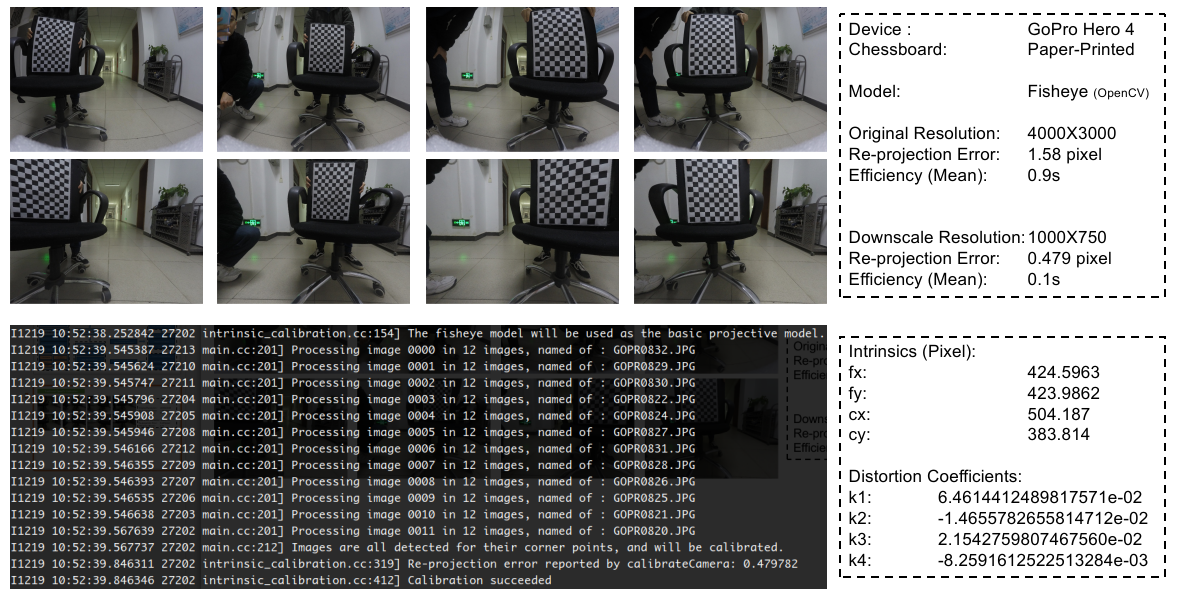 Device : GoPro Hero 4
Chessboard: Paper-Printed
Model: Fisheye (OpenCV)
Original Resolution: 4000X3000
Re-projection Error: 1.58 pixel
Efficiency (Mean): 0.9s
Downscale Resolution: 1000X750
Re-projection Error: 0.479 pixel
Efficiency (Mean): 0.1s
I1219 10:52:38.252842 27202 intrinsic_calibration.cc:154] The fisheye model will be used as the basic projective model.
I1219 10:52:39.545387 27213 main.cc:201] Processing image 0000 in 12 images, named of : GOPR0832.JPG
I1219 10:52:39.545624 27210 main.cc:201] Processing image 0001 in 12 images, named of : GOPR0829.JPG
I1219 10:52:39.545747 27211 main.cc:201] Processing image 0002 in 12 images, named of : GOPR0830.JPG
I1219 10:52:39.545796 27204 main.cc:201] Processing image 0003 in 12 images, named of : GOPR0822.JPG
I1219 10:52:39.545908 27205 main.cc:201] Processing image 0004 in 12 images, named of : GOPR0824.JPG
I1219 10:52:39.545946 27208 main.cc:201] Processing image 0005 in 12 images, named of : GOPR0827.JPG
I1219 10:52:39.546166 27212 main.cc:201] Processing image 0006 in 12 images, named of : GOPR0831.JPG
I1219 10:52:39.546355 27209 main.cc:201] Processing image 0007 in 12 images, named of : GOPR0828.JPG
I1219 10:52:39.546393 27207 main.cc:201] Processing image 0008 in 12 images, named of : GOPR0826.JPG
I1219 10:52:39.546535 27206 main.cc:201] Processing image 0009 in 12 images, named of : GOPR0825.JPG
I1219 10:52:39.546638 27203 main.cc:201] Processing image 0010 in 12 images, named of : GOPR0821.JPG
I1219 10:52:39.567639 27202 main.cc:201] Processing image 0011 in 12 images, named of : GOPR0820.JPG
I1219 10:52:39.567737 27202 main.cc:212] Images are all detected for their corner points, and will be calibrated.
I1219 10:52:39.846311 27202 intrinsic_calibration.cc:319] Re-projection error reported by calibrateCamera: 0.479782
I1219 10:52:39.846346 27202 intrinsic_calibration.cc:412] Calibration succeeded
Intrinsics (Pixel):
fx: 424.5963
fy: 423.9862
cx: 504.187
cy: 383.814
Distortion Coefficients:
k1: 6.4614412489817571e-02
k2: -1.4655782655814712e-02
k3: 2.1542759807467560e-02
k4: -8.2591612522513284e-03